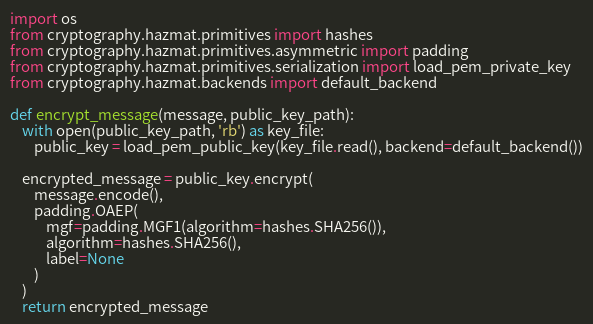 import os
from cryptography.hazmat.primitives import hashes
from cryptography.hazmat.primitives.asymmetric import padding
from cryptography.hazmat.primitives.serialization import load_pem_private_key
from cryptography.hazmat.backends import default_backend

def encrypt_message(message, public_key_path):
    with open(public_key_path, 'rb') as key_file:
        public_key = load_pem_public_key(key_file.read(), backend=default_backend())

    encrypted_message = public_key.encrypt(
        message.encode(),
        padding.OAEP(
            mgf=padding.MGF1(algorithm=hashes.SHA256()),
            algorithm=hashes.SHA256(),
            label=None
        )
    )
    return encrypted_message